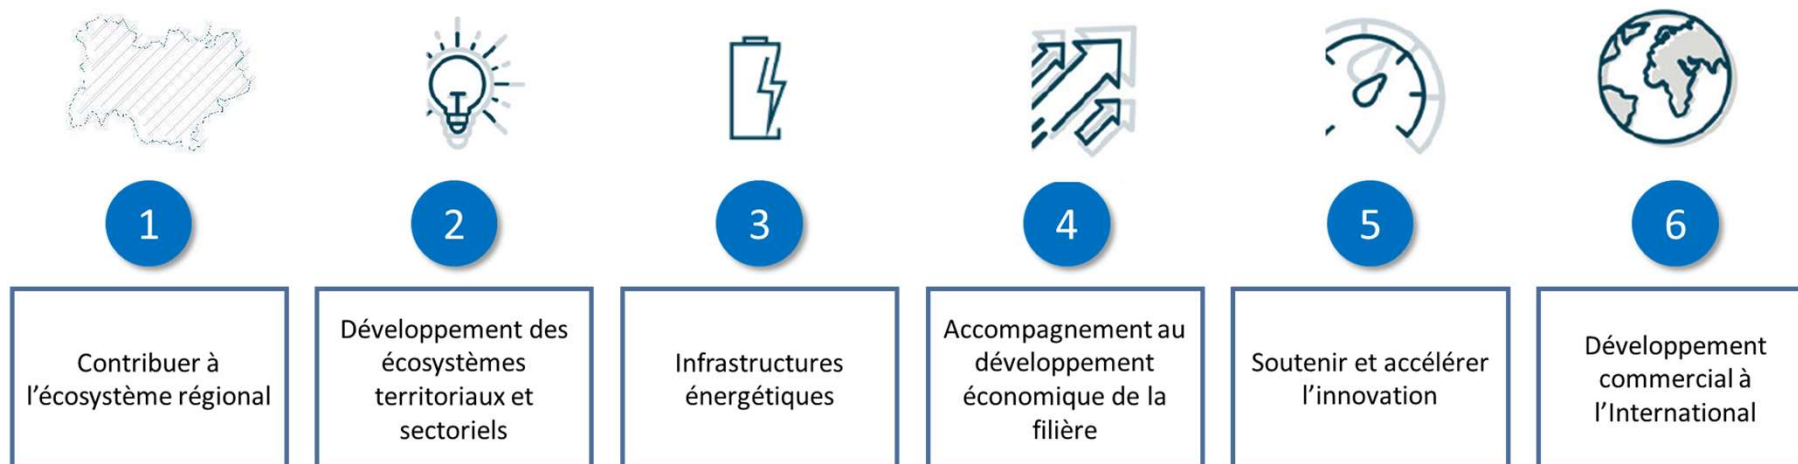 1
2
3
4
5
6
Contribuer à
l'écosystème régional
Développement des
écosystèmes
territoriaux et
sectoriels
Infrastructures
énergétiques
Accompagnement au
développement
économique de la
filière
Soutenir et accélérer
l'innovation
Développement
commercial à
l'International